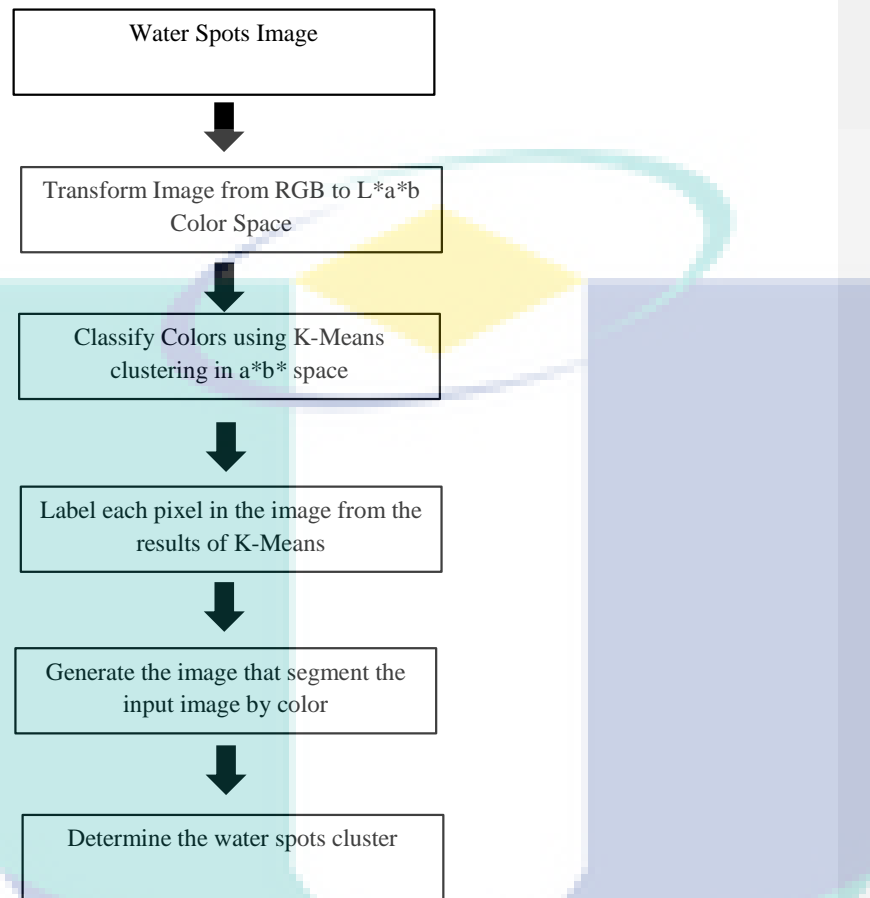 Water Spots Image
Transform Image from RGB to L*a*b
Color Space
Classify Colors using K-Means
clustering in a*b* space
Label each pixel in the image from the
results of K-Means
Generate the image that segment the
input image by color
Determine the water spots cluster